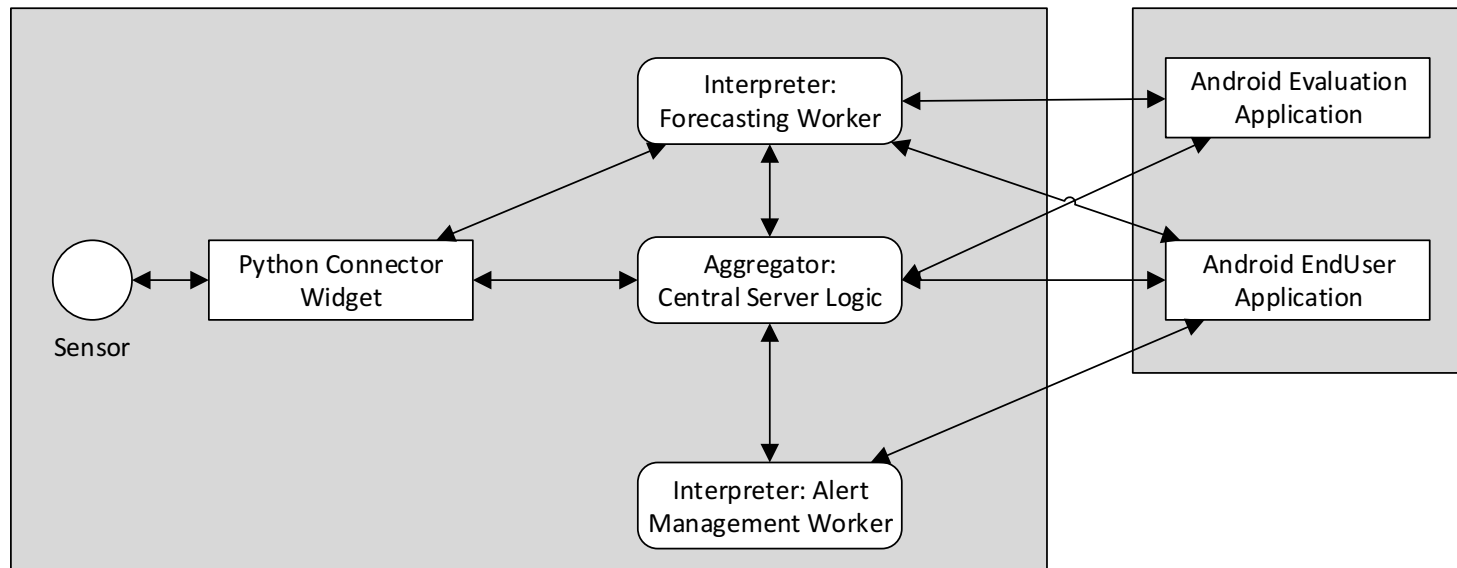 Interpreter:
Forecasting Worker
Android Evaluation
Application
Sensor
Python Connector
Widget
Aggregator:
Central Server Logic
Android EndUser
Application
Interpreter: Alert
Management Worker